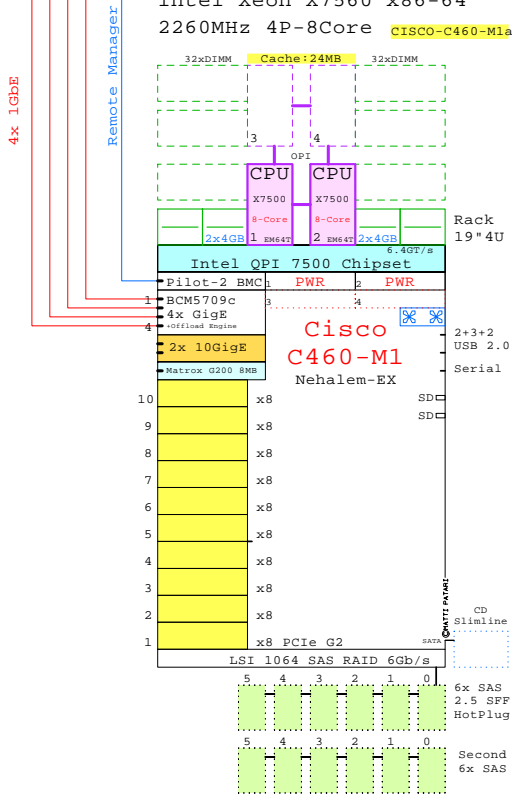 Intel Xeon X7560 x86-64
2260MHz 4P-8Core CISCO-C460-M1a
32xDIMM Cache:24MB 32xDIMM
4x 1GbE
Remote Manager
3 4
QPI
CPU CPU
X7500 X7500
8-Core 8-Core
2x4GB 1 EM64T 2 EM64T 2x4GB
Rack
19"4U
6.4GT/s
Intel QPI 7500 Chipset
Pilot-2 BMC 1 PWR 2 PWR
1 BCM5709c 3 4
4x GigE
4 +Offload Engine
Cisco
C460-M1
Nehalem-EX
2x 10GigE
Matrox G200 8MB
2+3+2
USB 2.0
Serial
10 x8 SD
9 x8 SD
8 x8
7 x8
6 x8
5 x8
4 x8
3 x8
2 x8
1 x8 PCIe G2
©MATTI PATARI
CD
Slimline
SATA
LSI 1064 SAS RAID 6Gb/s
5 4 3 2 1 0
6x SAS
2.5 SFF
HotPlug
5 4 3 2 1 0
Second
6x SAS